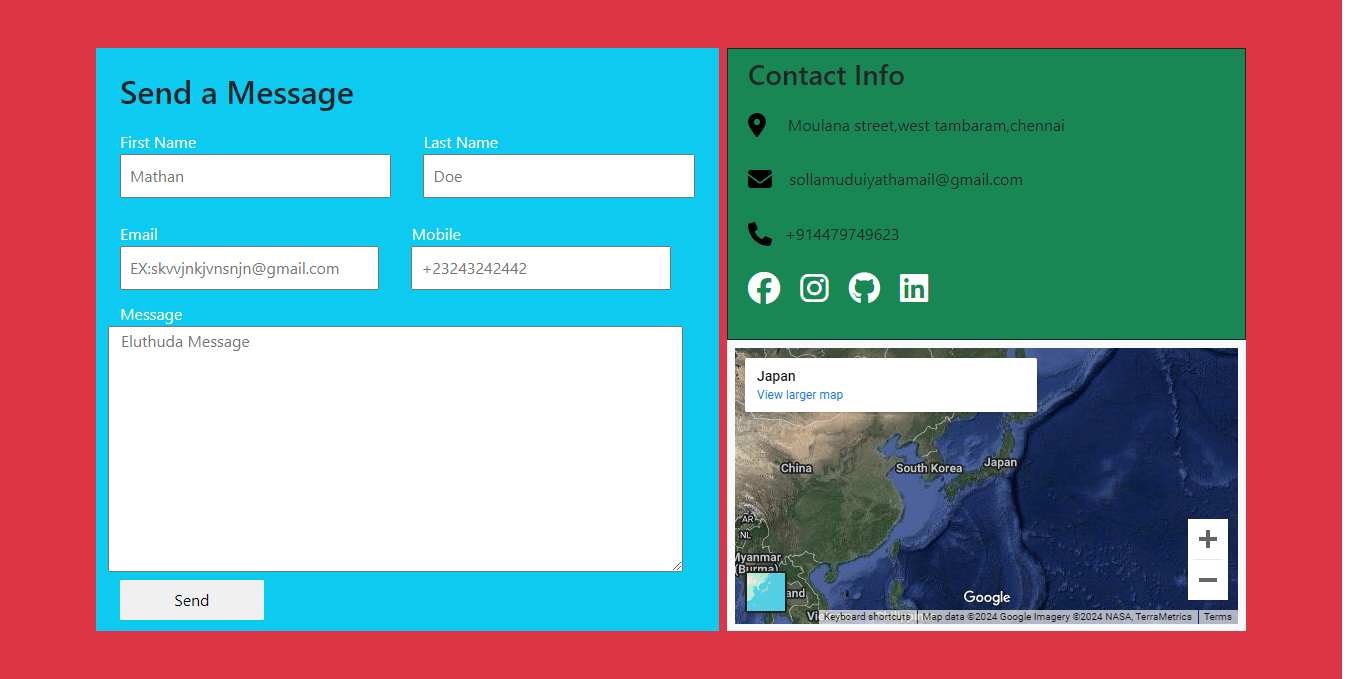 Send a Message
First Name
Last Name
Mathan
Doe
Email
Mobile
EX:skvvjnkjvnsnjn@gmail.com
+23243242442
Message
Eluthuda Message
Send
Contact Info
Moulana street,west tambaram,chennai
sollamuduiyathamail@gmail.com
+914479749623
in
Japan
View larger map
China
South Korea
Japan
AR
NL
Myanmar
(Burma)
Google
Keyboard shortcuts
Map data ©2024 Google Imagery ©2024 NASA, TerraMetrics
Terms